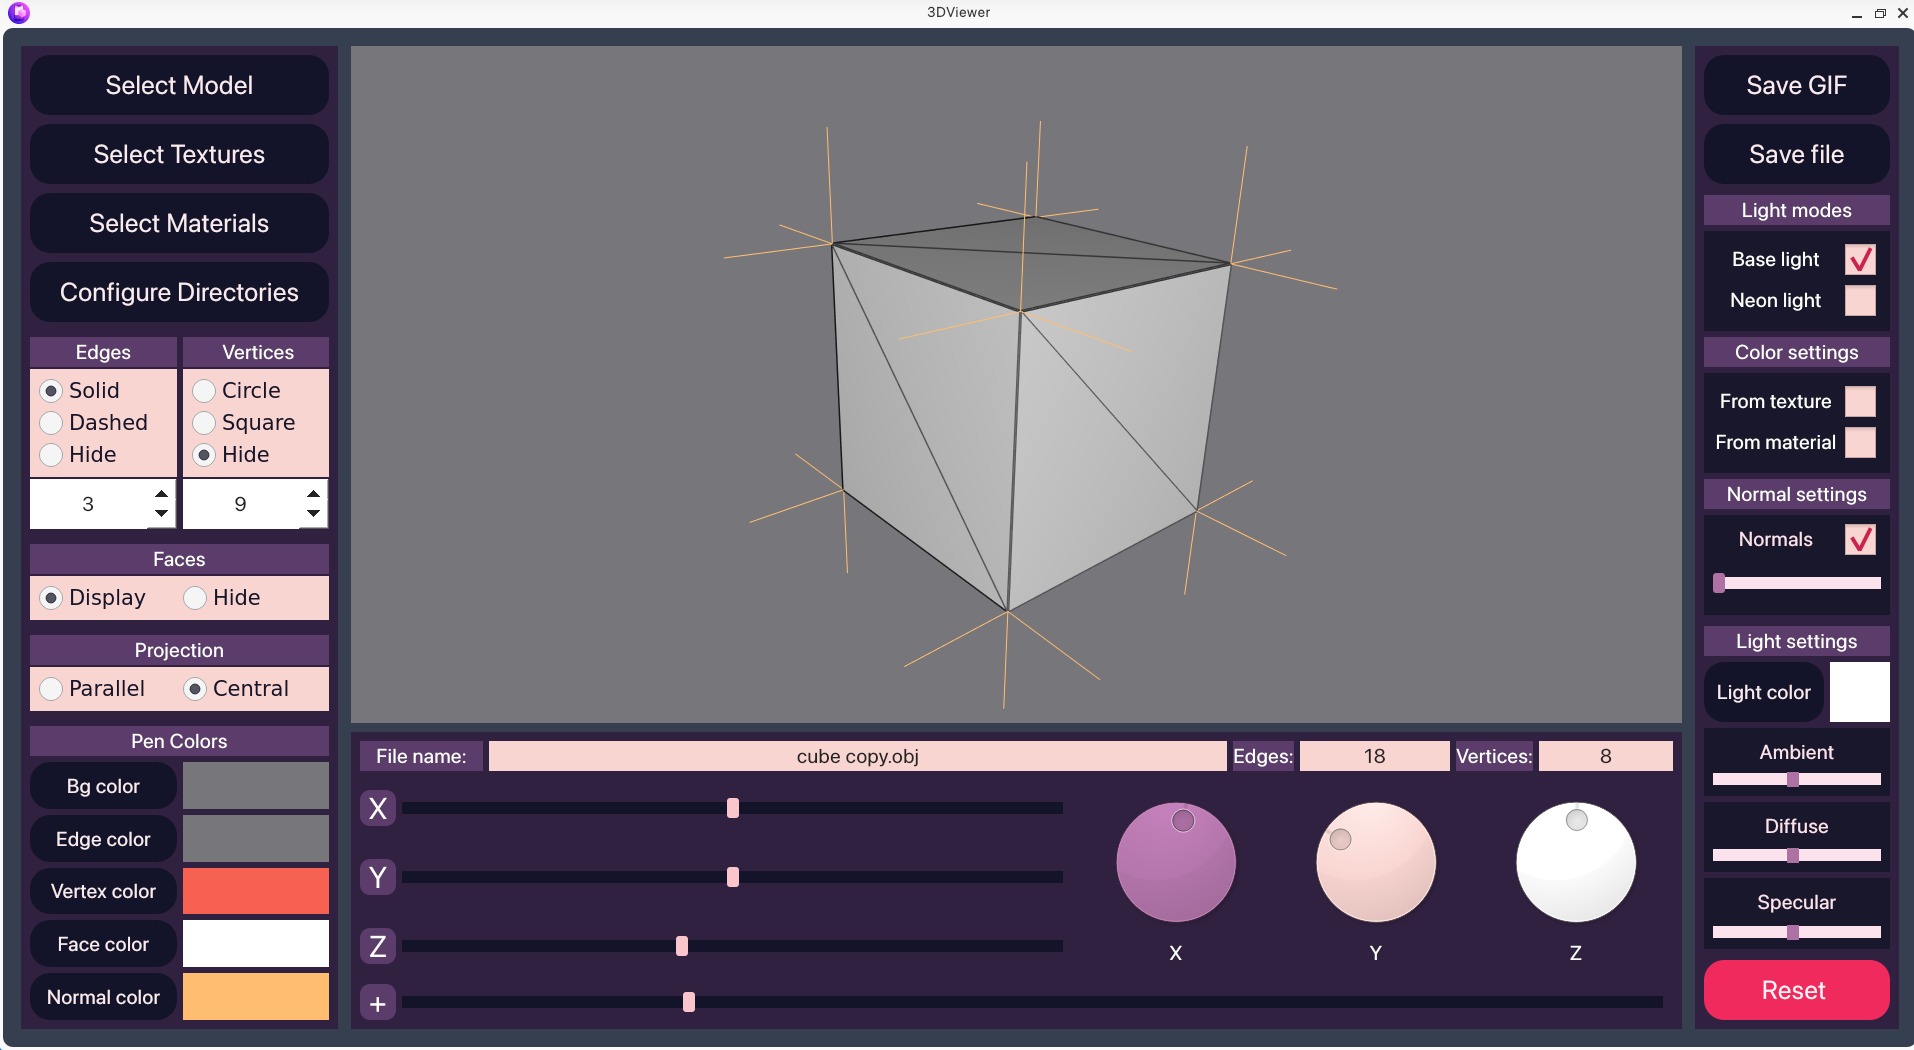 3DViewer
Select Model
Select Textures
Select Materials
Configure Directories
Edges
Vertices
Solid
Circle
Dashed
Square
Hide
Hide
3
9
Faces
Display
Hide
Projection
Parallel
Central
Pen Colors
Bg color
Edge color
Vertex color
Face color
Normal color
File name:
cube copy.obj
Edges:
18
Vertices:
8
X
Y
Z
+
X
Y
Z
Save GIF
Save file
Light modes
Base light
Neon light
Color settings
From texture
From material
Normal settings
Normals
Light settings
Light color
Ambient
Diffuse
Specular
Reset